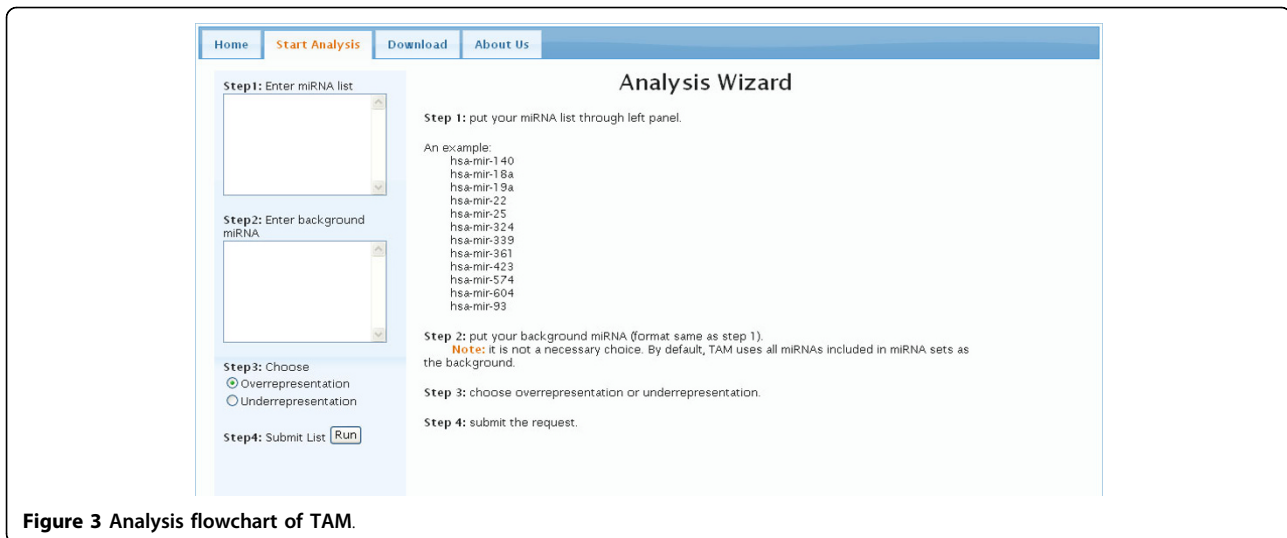 Home Start Analysis Download About Us
Step1: Enter miRNA list
Step2: Enter background
miRNA
Step3: Choose
Overrepresentation
Underrepresentation
Step4: Submit List Run
Analysis Wizard
Step 1: put your miRNA list through left panel.
An example:
hsa-mir-140
hsa-mir-18a
hsa-mir-19a
hsa-mir-22
hsa-mir-25
hsa-mir-324
hsa-mir-339
hsa-mir-361
hsa-mir-423
hsa-mir-574
hsa-mir-604
hsa-mir-93
Step 2: put your background miRNA (format same as step 1).
Note: it is not a necessary choice. By default, TAM uses all miRNAs included in miRNA sets as
the background.
Step 3: choose overrepresentation or underrepresentation.
Step 4: submit the request.
Figure 3 Analysis flowchart of TAM.